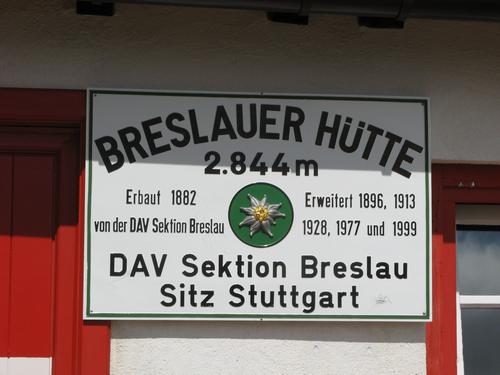 BRESLAUER HÜTTE
2.844m
Erbaut 1882
von der DAV Sektion Breslau
Erweitert 1896, 1913
1928, 1977 und 1999
DAV Sektion Breslau
Sitz Stuttgart